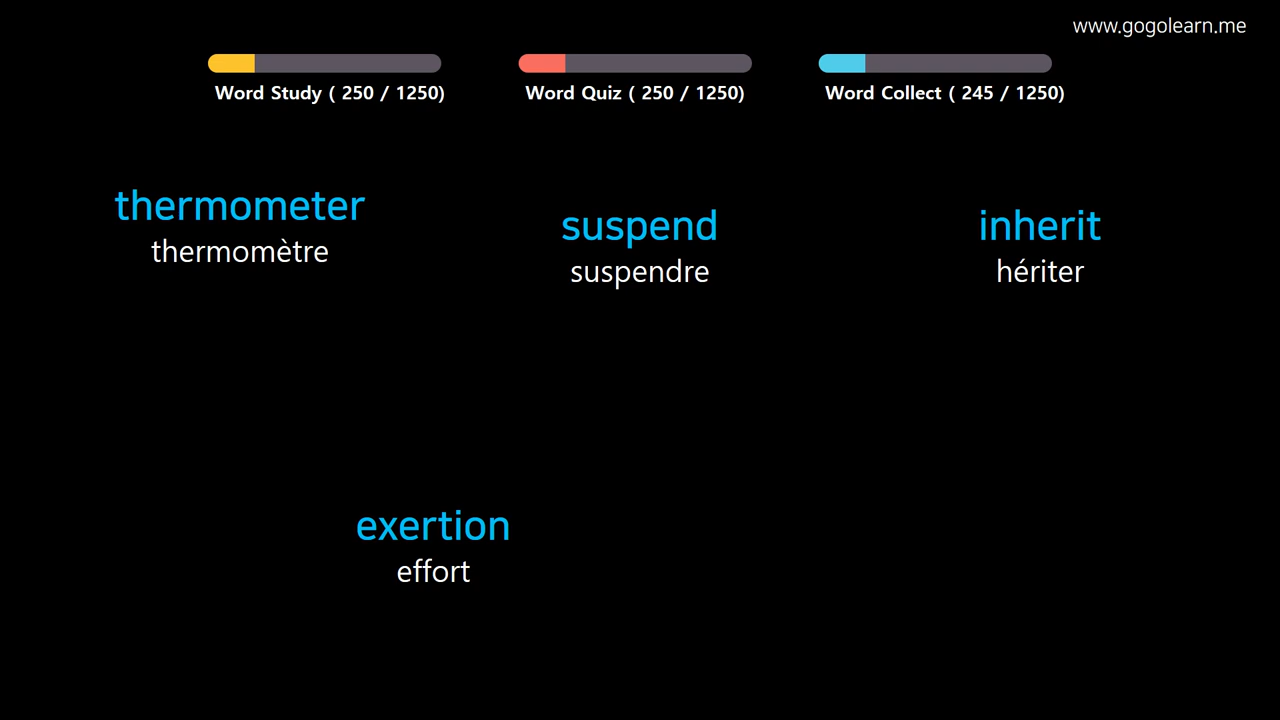 www.gogolearn.me
Word Study ( 250 / 1250)
Word Quiz ( 250 / 1250)
Word Collect ( 245 / 1250)
thermometer
thermomètre
suspend
suspendre
inherit
hériter
exertion
effort